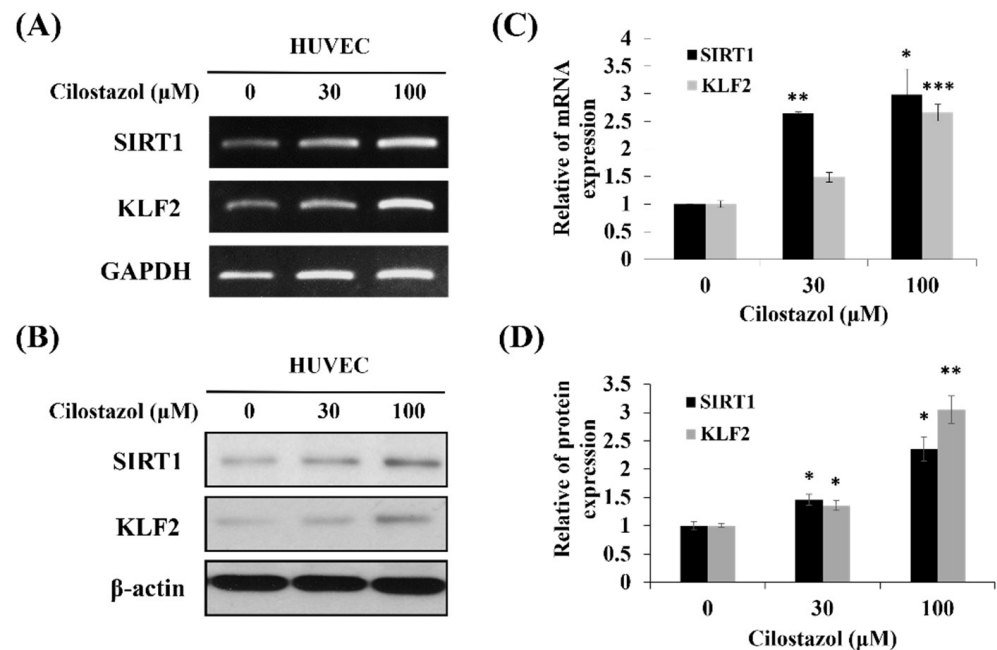 (A)
HUVEC
Cilostazol (μM) 0 30 100
SIRT1
KLF2
GAPDH
(B)
HUVEC
Cilostazol (μM) 0 30 100
SIRT1
KLF2
β-actin
(C)
Relative of mRNA
expression
4
3.5
3
2.5
2
1.5
1
0.5
0
SIRT1
KLF2
**
*
***
0 30 100
Cilostazol (μM)
(D)
Relative of protein
expression
3.5
3
2.5
2
1.5
1
0.5
0
SIRT1
KLF2
* *
* **
0 30 100
Cilostazol (μM)